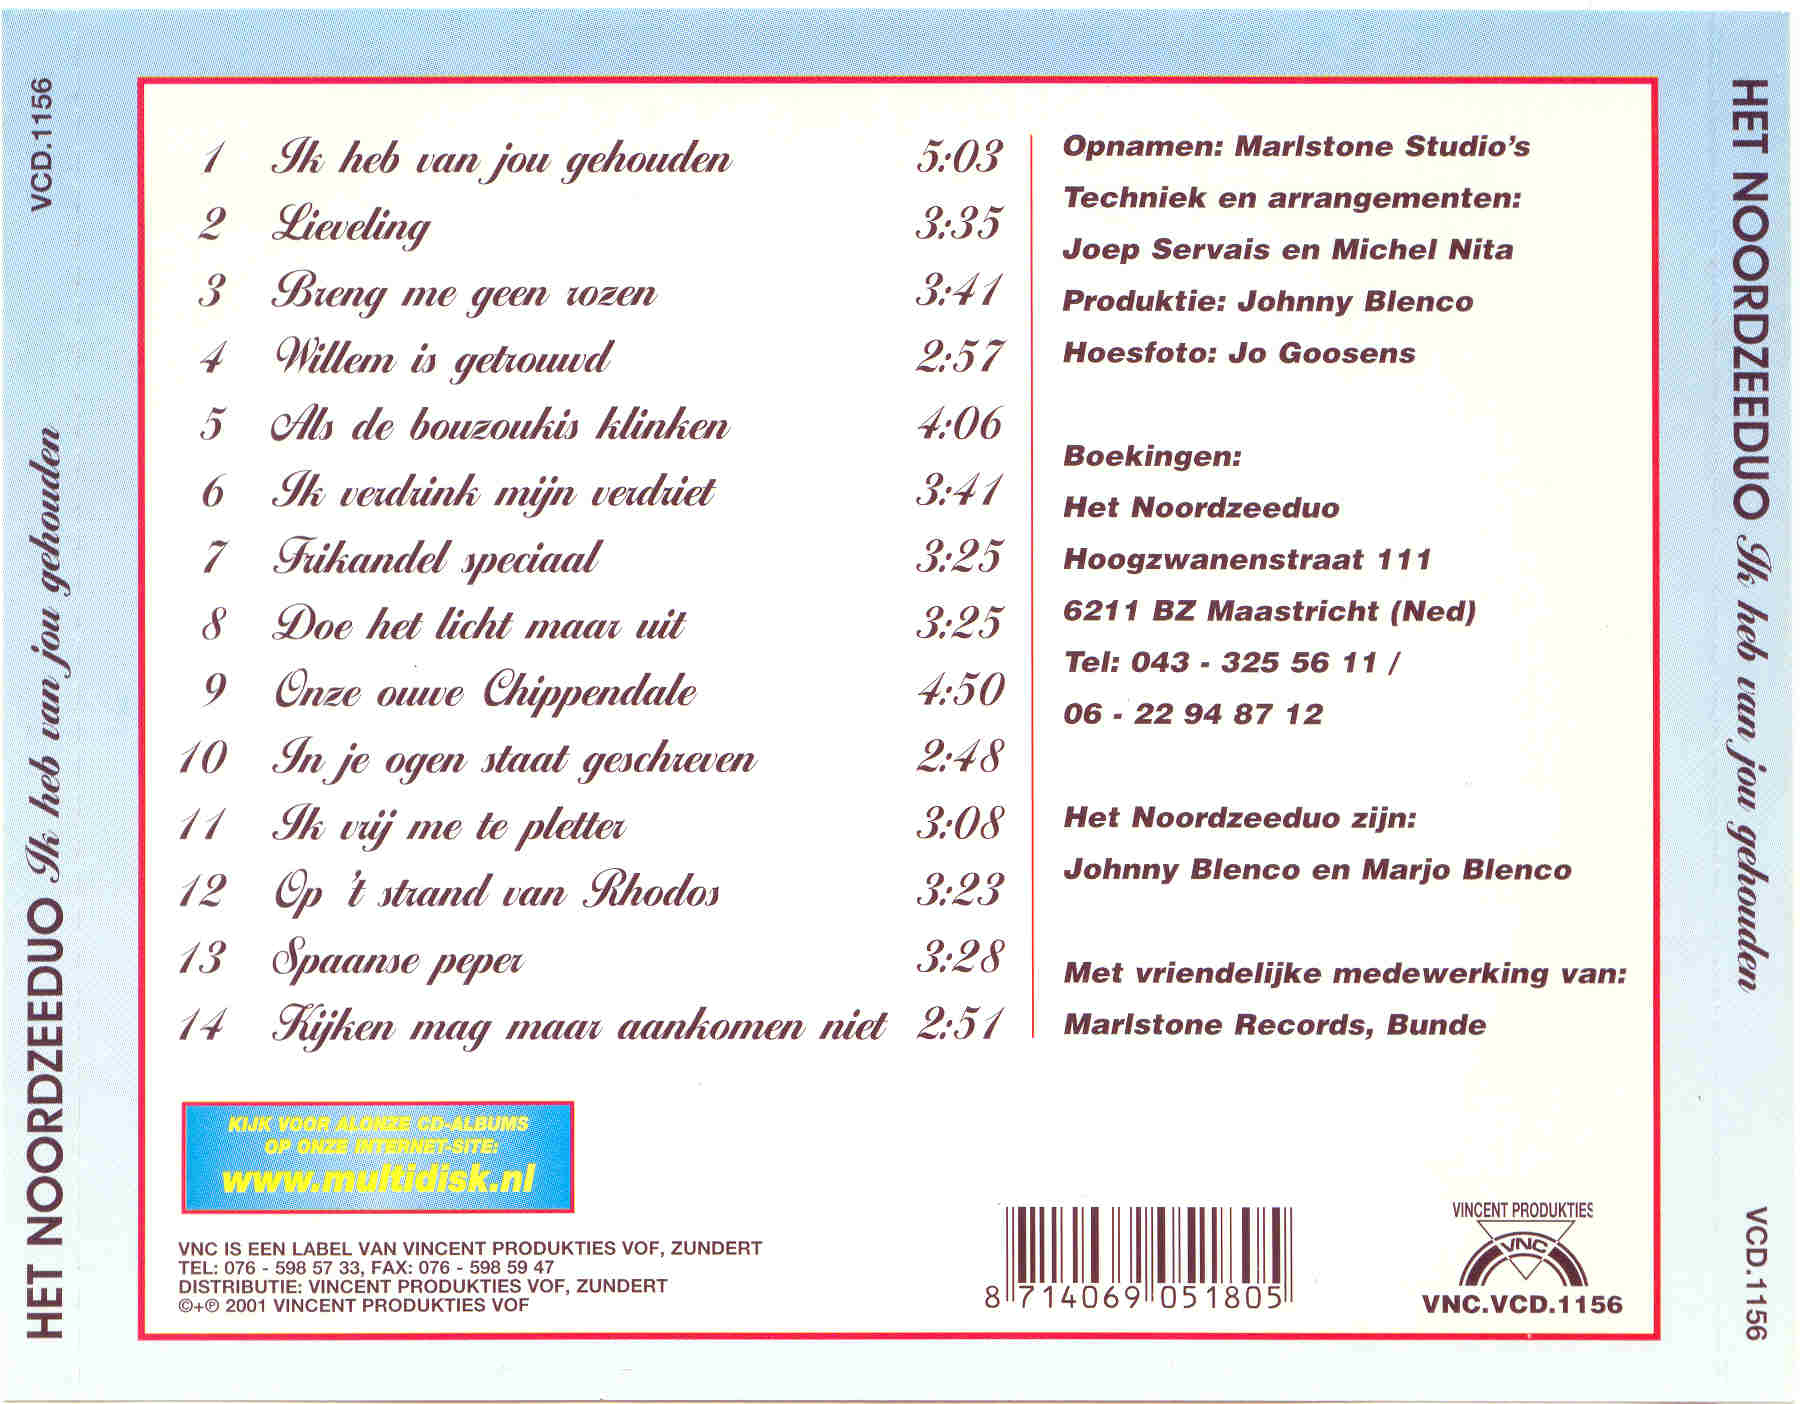 VCD.1156
HET NOORDZEEDUO Ik heb van jou gehouden
1 Ik heb van jou gehouden 5:03
2 Lieveling 3:35
3 Breng me geen rozen 3:41
4 Willem is getrouwd 2:57
5 Als de bouzoukis klinken 4:06
6 Ik verdrink mijn verdriet 3:41
7 Frikandel speciaal 3:25
8 Doe het licht maar uit 3:25
9 Onze ouwe Chippendale 4:50
10 In je ogen staat geschreven 2:48
11 Ik vrij me te pletter 3:08
12 Op 't strand van Rhodos 3:23
13 Spaanse peper 3:28
14 Kijken mag maar aankomen niet 2:51
Opnamen: Marlstone Studio's
Techniek en arrangementen:
Joep Servais en Michel Nita
Produktie: Johnny Blenco
Hoesfoto: Jo Goosens
Boekingen:
Het Noordzeeduo
Hoogzwanenstraat 111
6211 BZ Maastricht (Ned)
Tel: 043 - 325 56 11 /
06 - 22 94 87 12
Het Noordzeeduo zijn:
Johnny Blenco en Marjo Blenco
Met vriendelijke medewerking van:
Marlstone Records, Bunde
KIJK VOOR AL ONZE CD-ALBUMS
OP ONZE INTERNET-SITE:
www.multidisk.nl
VNC IS EEN LABEL VAN VINCENT PRODUKTIES VOF, ZUNDERT
TEL: 076 - 598 57 33, FAX: 076 - 598 59 47
DISTRIBUTIE: VINCENT PRODUKTIES VOF, ZUNDERT
©+℗ 2001 VINCENT PRODUKTIES VOF
8 714069 051805
VINCENT PRODUKTIES
VNC
VNC.VCD.1156
HET NOORDZEEDUO Ik heb van jou gehouden
VCD.1156